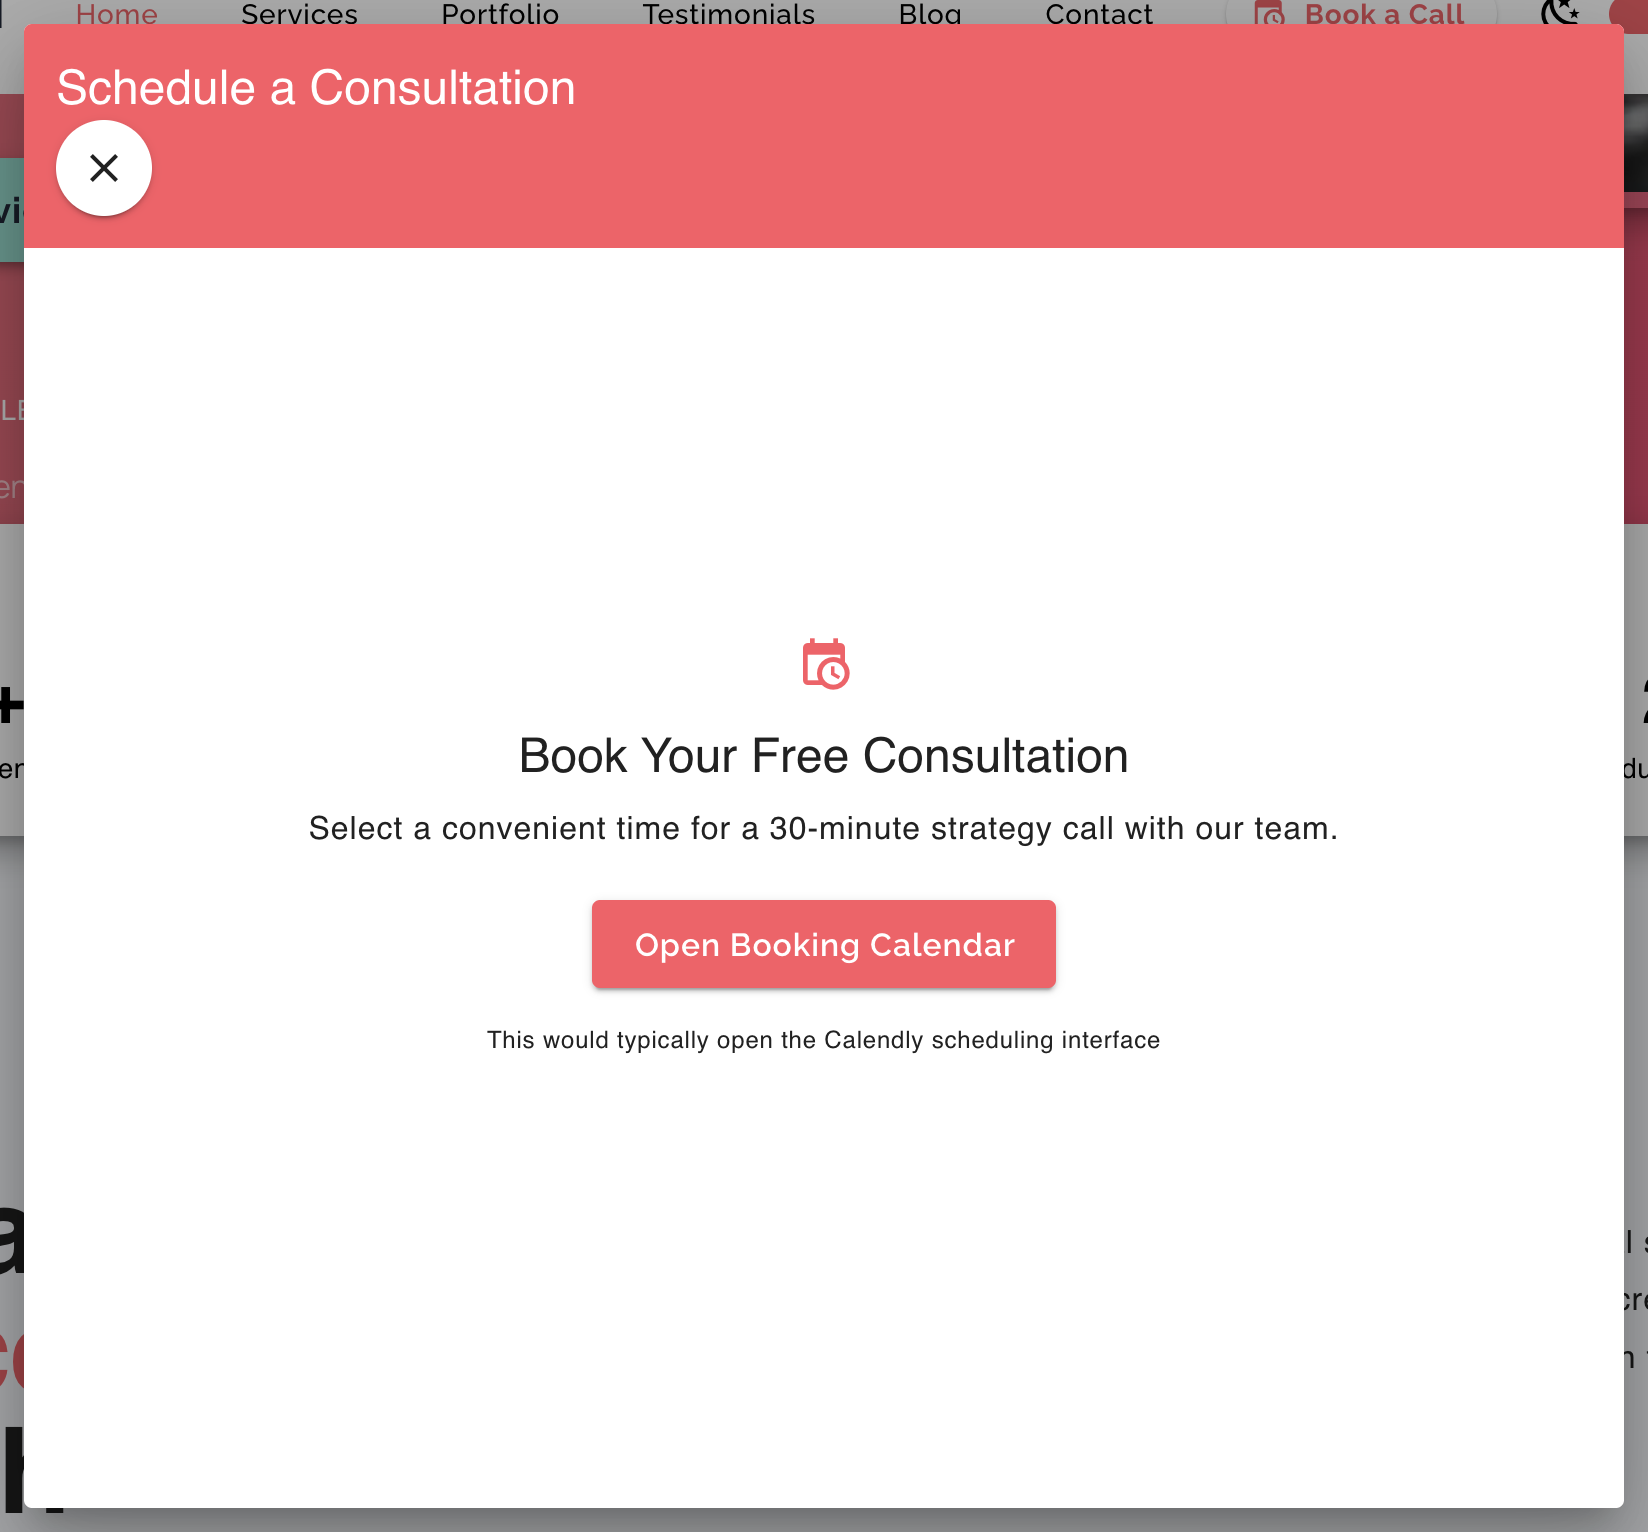 Home Services Portfolio Testimonials Blog Contact Book a Call
Schedule a Consultation
Book Your Free Consultation
Select a convenient time for a 30-minute strategy call with our team.
Open Booking Calendar
This would typically open the Calendly scheduling interface